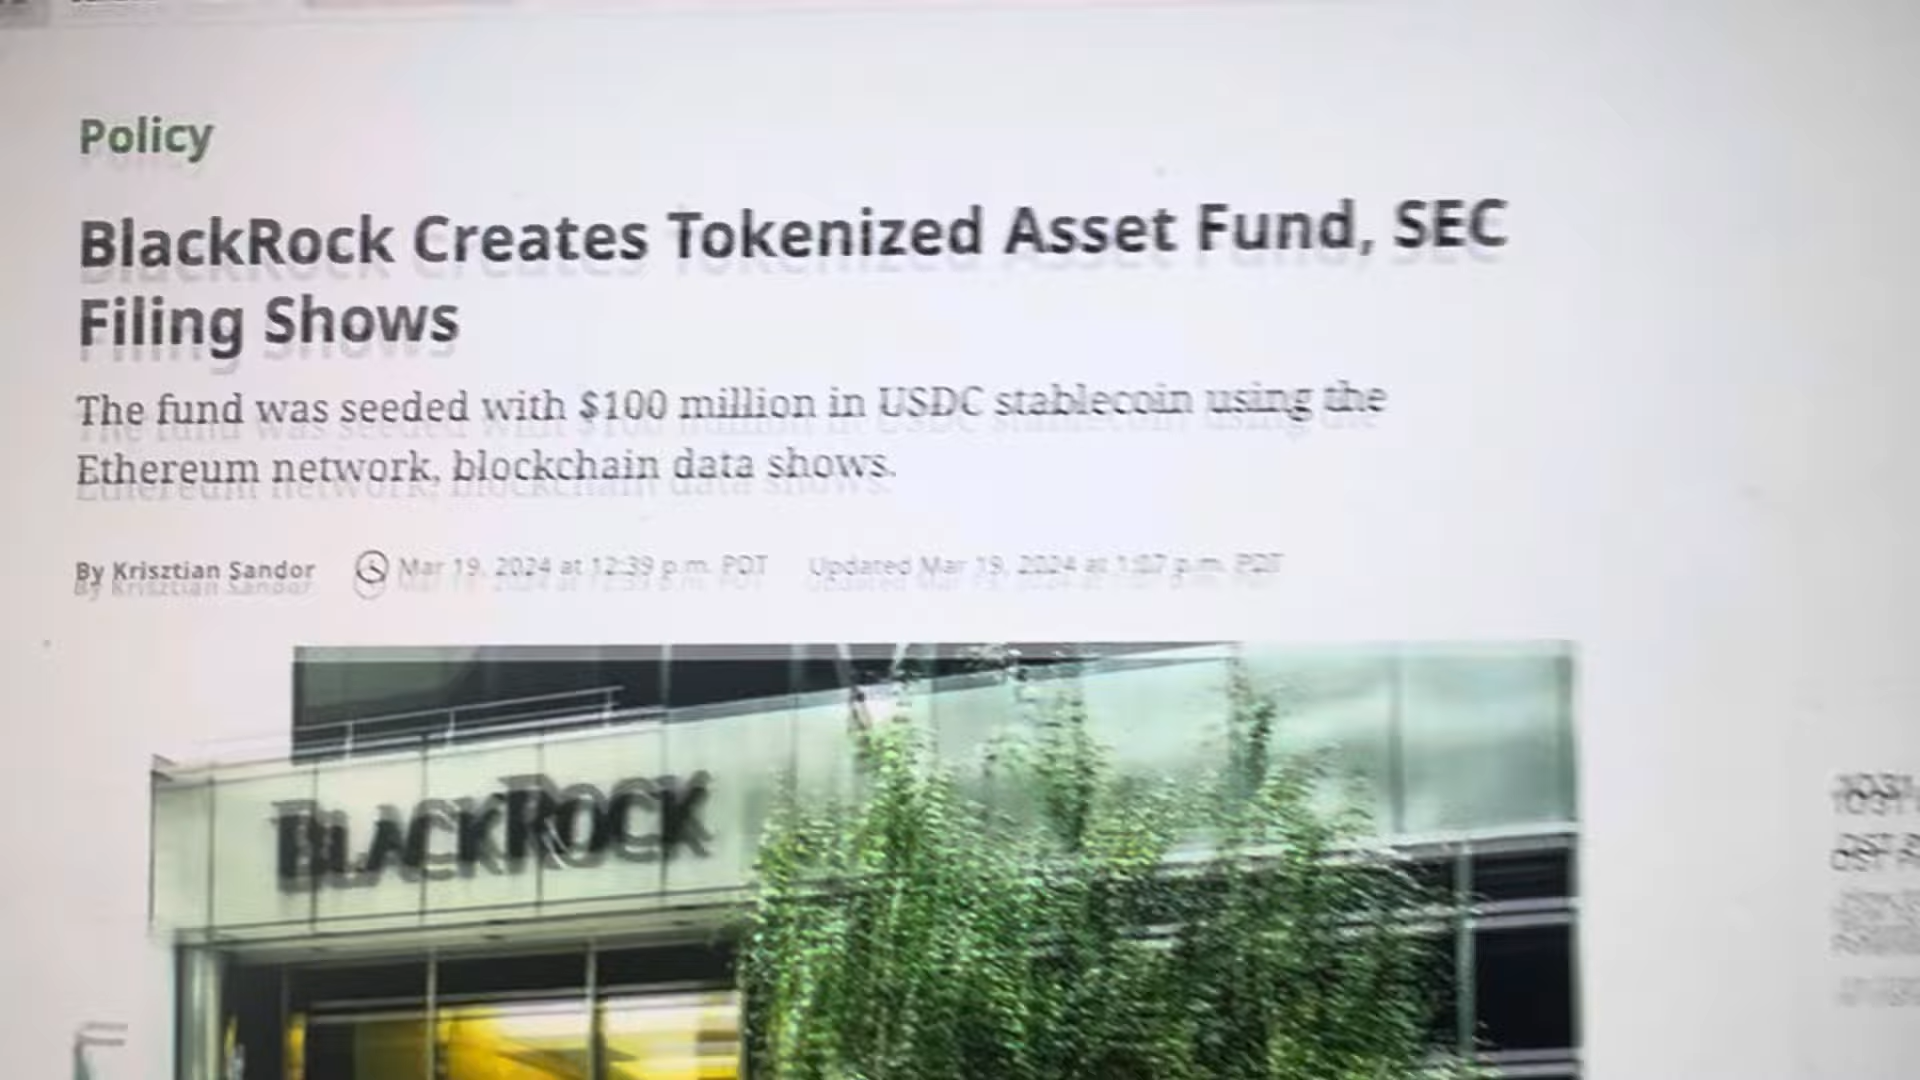 Policy
BlackRock Creates Tokenized Asset Fund, SEC
Filing Shows
The fund was seeded with $100 million in USDC stablecoin using the
Ethereum network, blockchain data shows.
By Krisztian Sandor Mar 19, 2024 at 12:39 p.m. PDT Updated Mar 19, 2024 at 1:07 p.m. PDT
BLACKROCK